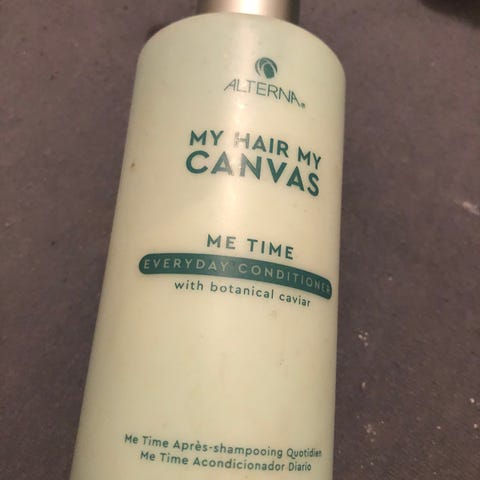 ALTERNA®
MY HAIR MY
CANVAS
ME TIME
EVERYDAY CONDITIONER
with botanical caviar
Me Time Après-shampooing Quotidien
Me Time Acondicionador Diario